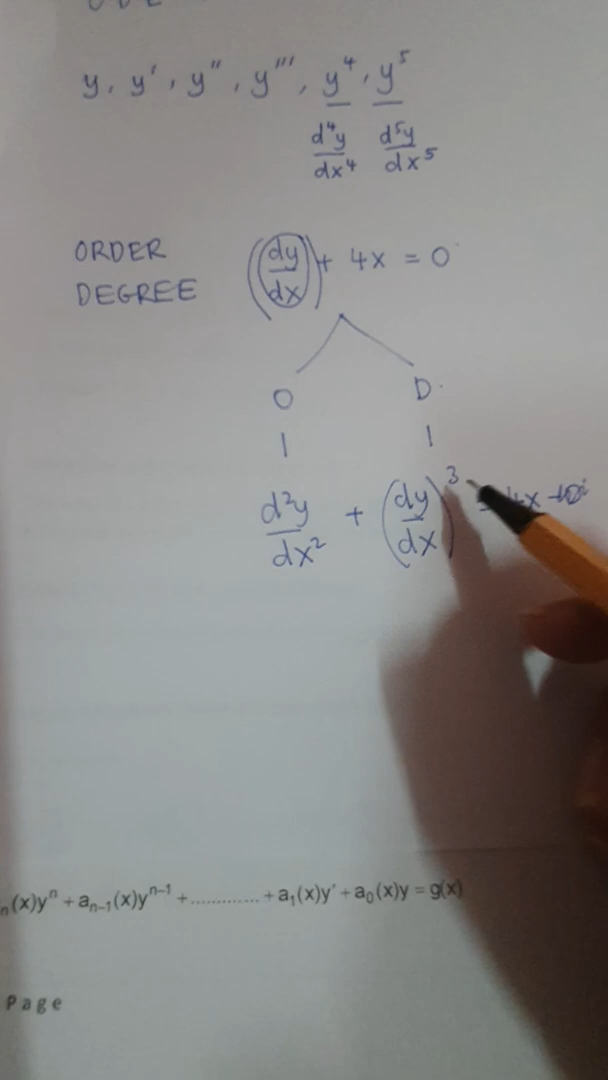 y, y', y'', y''', y⁴, y⁵
d⁴y/dx⁴ d⁵y/dx⁵
ORDER (dy/dx) + 4x = 0
DEGREE
O D
1 1
d²y/dx² + (dy/dx)³
ₙ(x)yⁿ + aₙ₋₁(x)yⁿ⁻¹ + ............. + a₁(x)y' + a₀(x)y = g(x)
Page